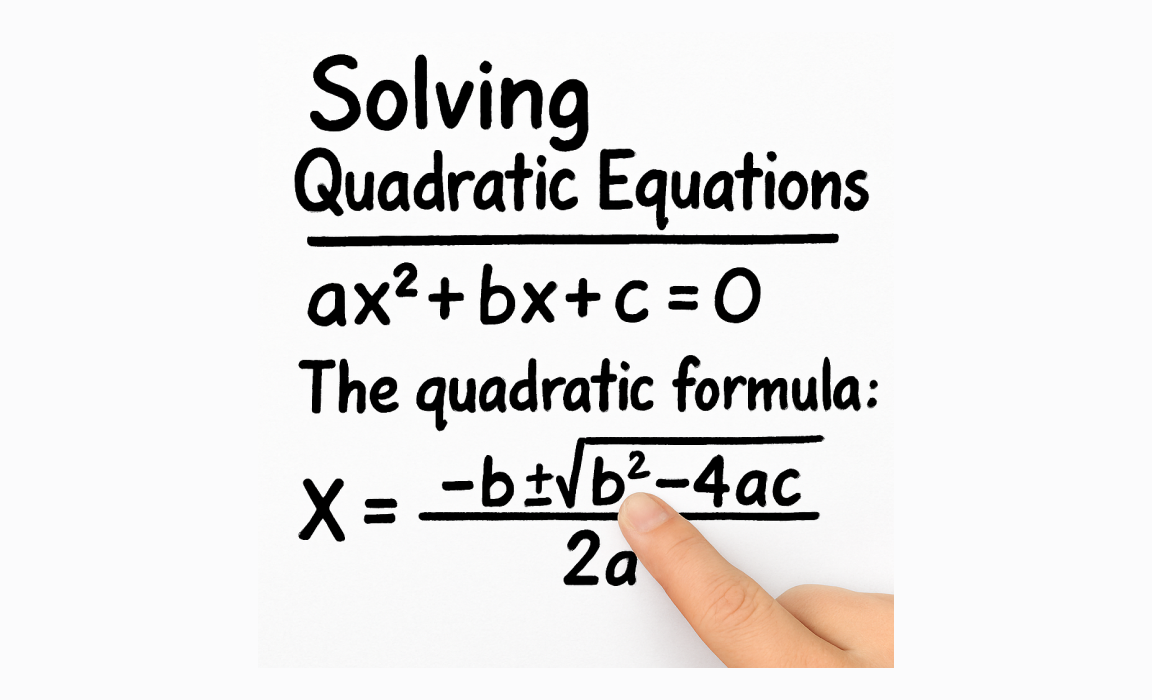 Solving
Quadratic Equations
ax² + bx + c = 0
The quadratic formula:
X = -b ± √b² - 4ac
2a